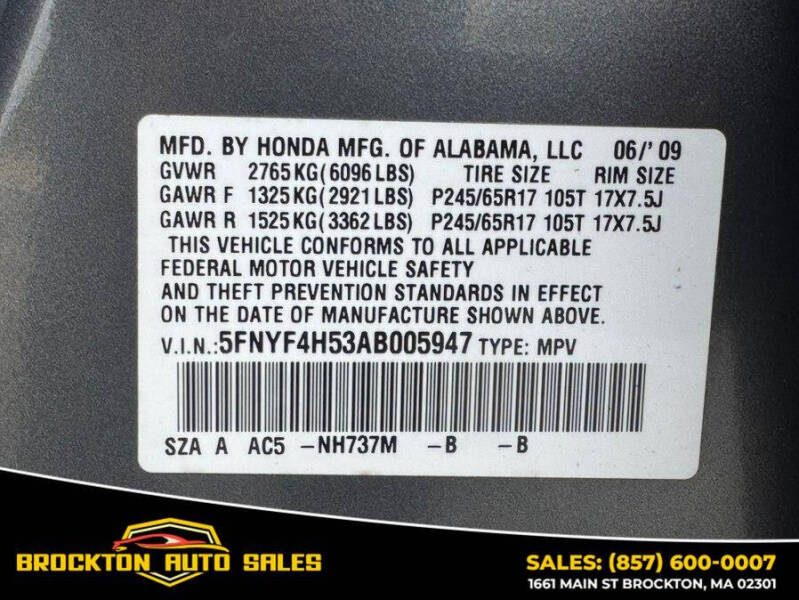 MFD. BY HONDA MFG. OF ALABAMA, LLC 06/'09
GVWR 2765KG(6096LBS) TIRE SIZE RIM SIZE
GAWR F 1325KG(2921LBS) P245/65R17 105T 17X7.5J
GAWR R 1525KG(3362LBS) P245/65R17 105T 17X7.5J
THIS VEHICLE CONFORMS TO ALL APPLICABLE
FEDERAL MOTOR VEHICLE SAFETY
AND THEFT PREVENTION STANDARDS IN EFFECT
ON THE DATE OF MANUFACTURE SHOWN ABOVE.
V.I.N.:5FNYF4H53AB005947 TYPE: MPV
SZA A AC5 -NH737M -B -B
BROCKTON AUTO SALES
SALES: (857) 600-0007
1661 MAIN ST BROCKTON, MA 02301